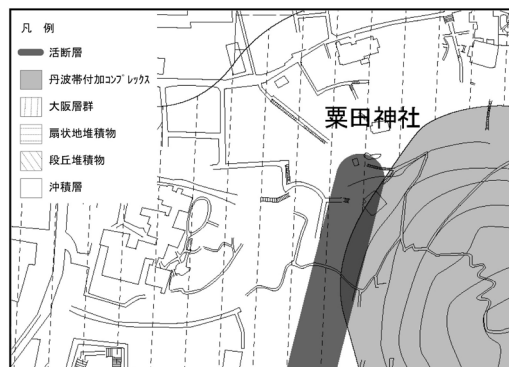 凡 例
活断層
丹波帯付加コンプレックス
大阪層群
扇状地堆積物
段丘堆積物
沖積層
粟田神社